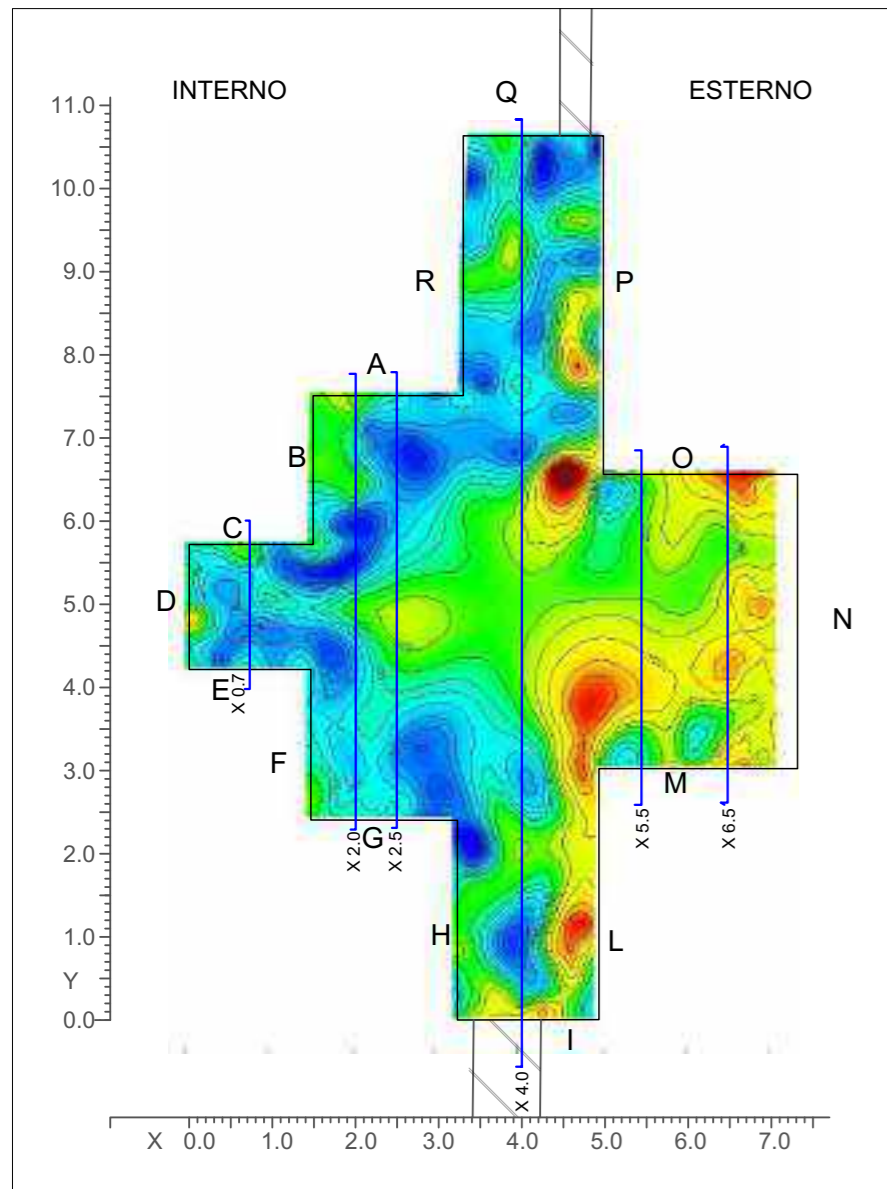 INTERNO Q ESTERNO
11.0
10.0
9.0 R P
8.0 A
7.0 B O
6.0 C
5.0 D N
4.0 E X 0.7
3.0 F M
X 2.0 G X 2.5 X 5.5 X 6.5
2.0
1.0 H L
Y
0.0 I
X 4.0
X 0.0 1.0 2.0 3.0 4.0 5.0 6.0 7.0